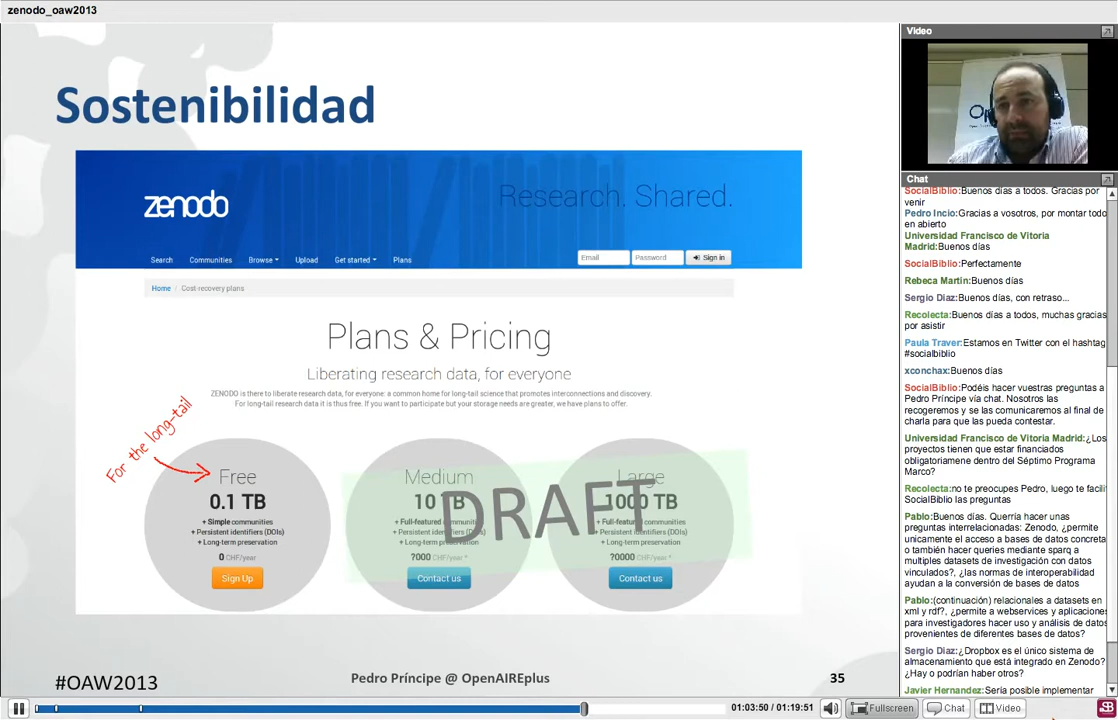 zenodo_oaw2013
Sostenibilidad
zenodo
Research. Shared.
Search Communities Browse Upload Get started Plans
Email Password Sign in
Home / Cost-recovery plans
Plans & Pricing
Liberating research data, for everyone
ZENODO is there to liberate research data, for everyone: a common home for long-tail science that promotes interconnections and discovery.
For long-tail research data it is thus free. If you want to participate but your storage needs are greater, we have plans to offer.
For the long-tail
Free
0.1 TB
+ Simple communities
+ Persistent identifiers (DOIs)
+ Long-term preservation
0 CHF/year
Sign Up
Medium
10 TB
+ Full-featured communities
+ Persistent identifiers (DOIs)
+ Long-term preservation
?000 CHF/year *
Contact us
Large
1000 TB
+ Full-featured communities
+ Persistent identifiers (DOIs)
+ Long-term preservation
?0000 CHF/year *
Contact us
DRAFT
#OAW2013
Pedro Príncipe @ OpenAIREplus
35
Video
Chat
SocialBiblio:Buenos días a todos. Gracias por
venir
Pedro Incio:Gracias a vosotros, por montar todo
en abierto
Universidad Francisco de Vitoria
Madrid:Buenos días
SocialBiblio:Perfectamente
Rebeca Martin:Buenos días
Sergio Diaz:Buenos días, con retraso...
Recolecta:Buenos días a todos, muchas gracias
por asistir
Paula Traver:Estamos en Twitter con el hashtag
#socialbiblio
xconchax:Buenos días
SocialBiblio:Podéis hacer vuestras preguntas a
Pedro Príncipe vía chat. Nosotros las
recogeremos y se las comunicaremos al final de
charla para que las pueda contestar.
Universidad Francisco de Vitoria Madrid:¿Los
proyectos tienen que estar financiados
obligatoriamene dentro del Séptimo Programa
Marco?
Recolecta:no te preocupes Pedro, luego te facili
SocialBiblio las preguntas
Pablo:Buenos días. Querría hacer unas
preguntas interrelacionadas: Zenodo, ¿permite
unicamente el acceso a bases de datos concreta
o también hacer queries mediante sparq a
multiples datasets de investigación con datos
vinculados?, ¿las normas de interoperabilidad
ayudan a la conversión de bases de datos
Pablo:(continuación) relacionales a datasets en
xml y rdf?, ¿permite a webservices y aplicacione
para investigadores hacer uso y análisis de datos
provenientes de diferentes bases de datos?
Sergio Diaz:¿Dropbox es el único sistema de
almacenamiento que está integrado en Zenodo?
¿Hay o podrían haber otros?
Javier Hernandez:Sería posible implementar
01:03:50 / 01:19:51
Fullscreen
Chat
Video
SB